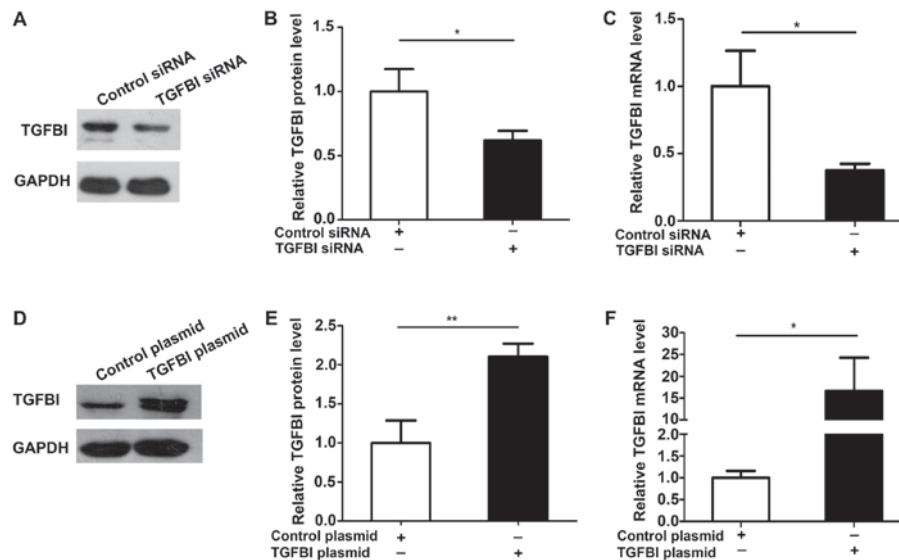 A
Control siRNA
TGFBI siRNA
TGFBI
GAPDH
B
*
Relative TGFBI protein level
1.5
1.0
0.5
0.0
Control siRNA + –
TGFBI siRNA – +
C
*
Relative TGFBI mRNA level
1.5
1.0
0.5
0.0
Control siRNA + –
TGFBI siRNA – +
D
Control plasmid
TGFBI plasmid
TGFBI
GAPDH
E
**
Relative TGFBI protein level
2.5
2.0
1.5
1.0
0.5
0.0
Control plasmid + –
TGFBI plasmid – +
F
*
Relative TGFBI mRNA level
30
25
20
15
10
2.0
1.5
1.0
0.5
0.0
Control plasmid + –
TGFBI plasmid – +